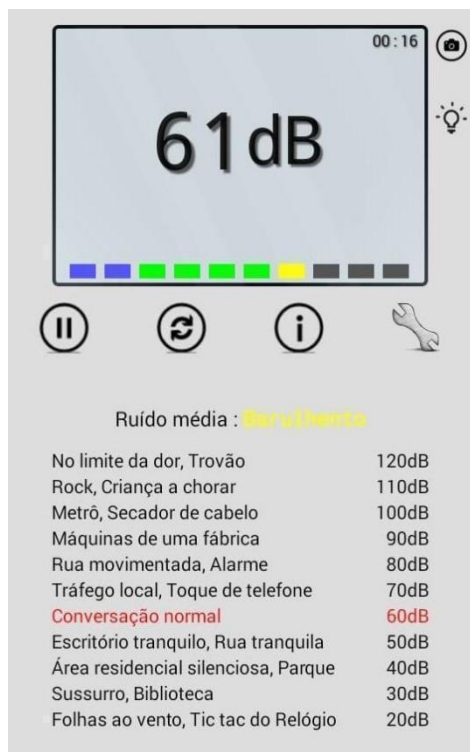 00:16
61dB
Ruído média : Barulhento
No limite da dor, Trovão 120dB
Rock, Criança a chorar 110dB
Metrô, Secador de cabelo 100dB
Máquinas de uma fábrica 90dB
Rua movimentada, Alarme 80dB
Tráfego local, Toque de telefone 70dB
Conversação normal 60dB
Escritório tranquilo, Rua tranquila 50dB
Área residencial silenciosa, Parque 40dB
Sussurro, Biblioteca 30dB
Folhas ao vento, Tic tac do Relógio 20dB